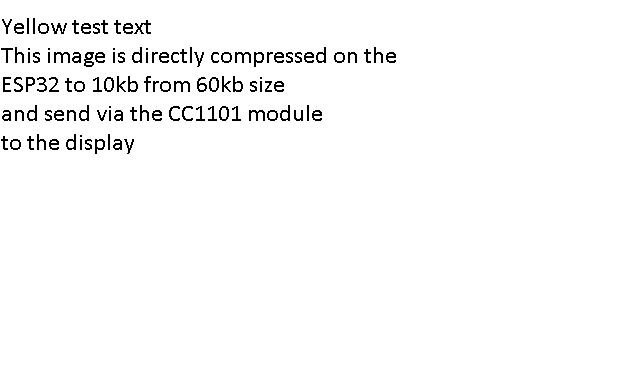 Yellow test text
This image is directly compressed on the
ESP32 to 10kb from 60kb size
and send via the CC1101 module
to the display